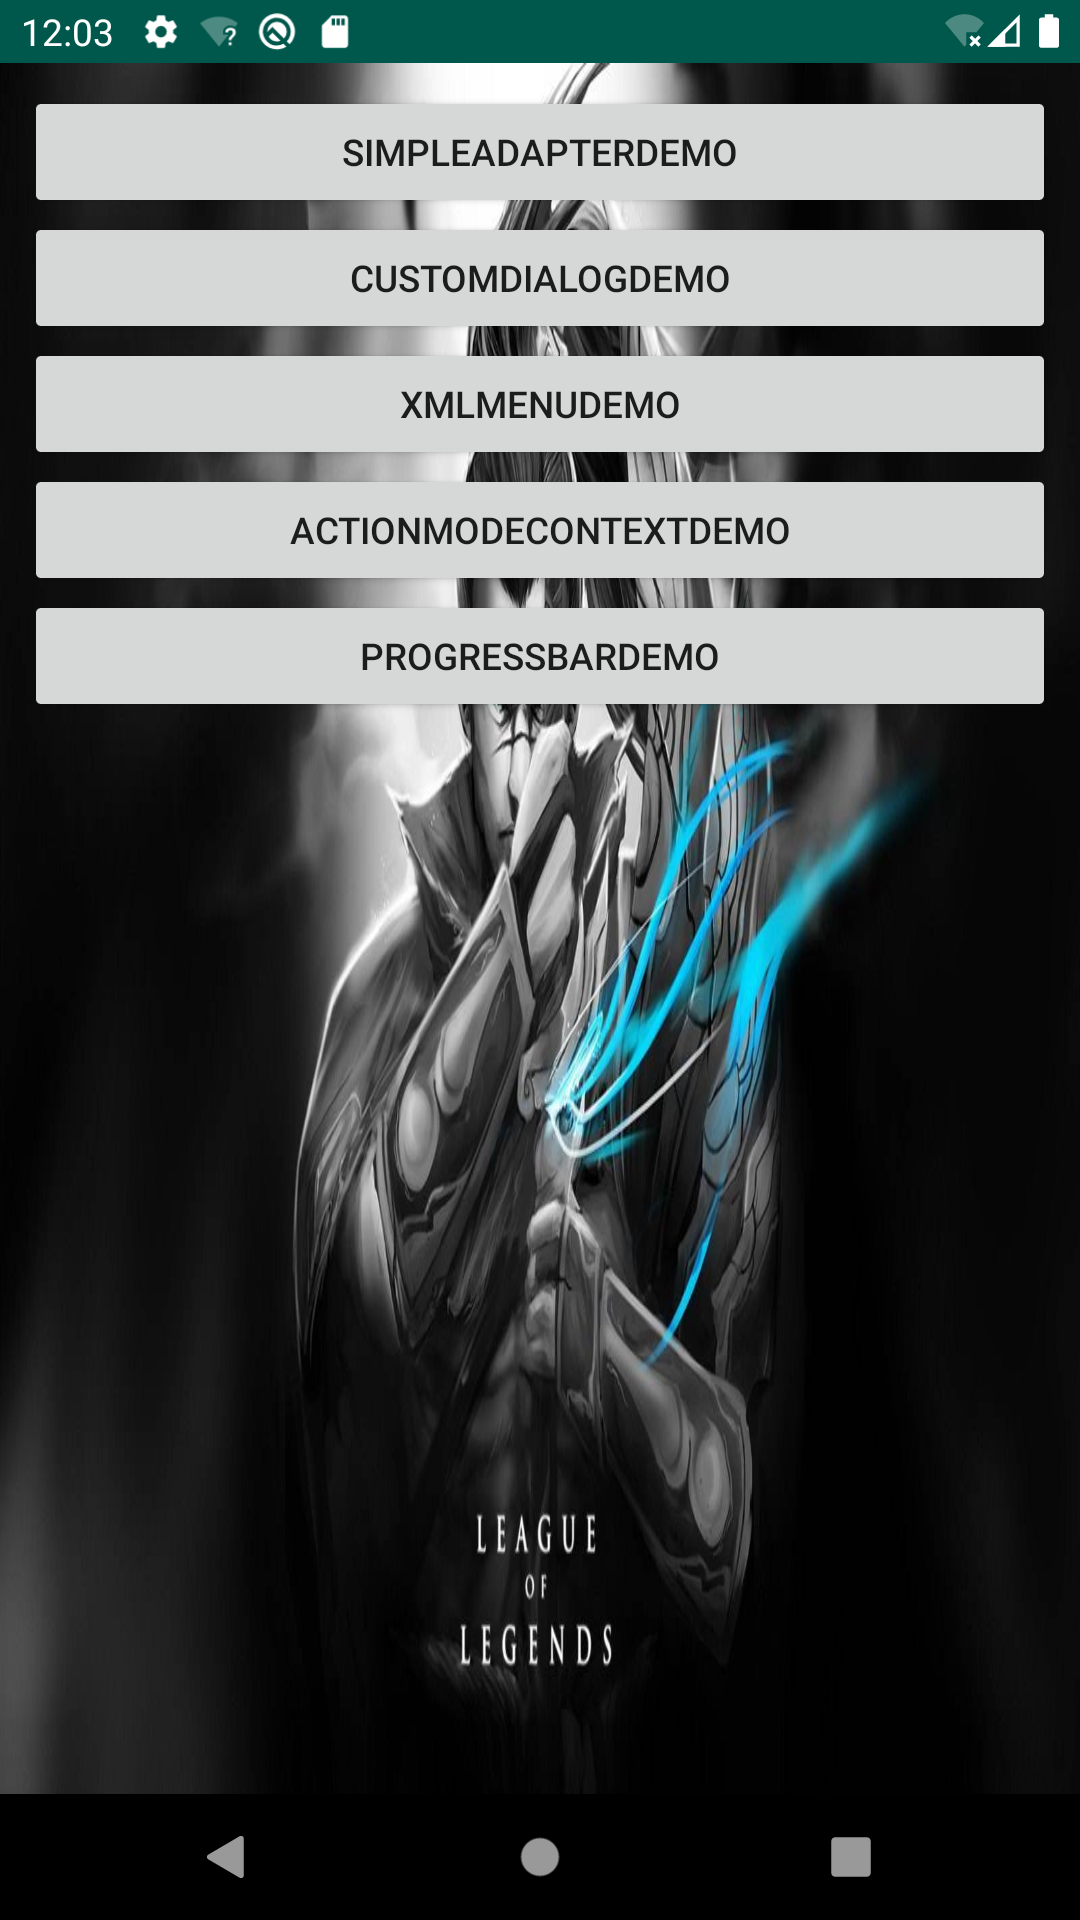 12:03
SIMPLEADAPTERDEMO
CUSTOMDIALOGDEMO
XMLMENUDEMO
ACTIONMODECONTEXTDEMO
PROGRESSBARDEMO
LEAGUE
OF
LEGENDS